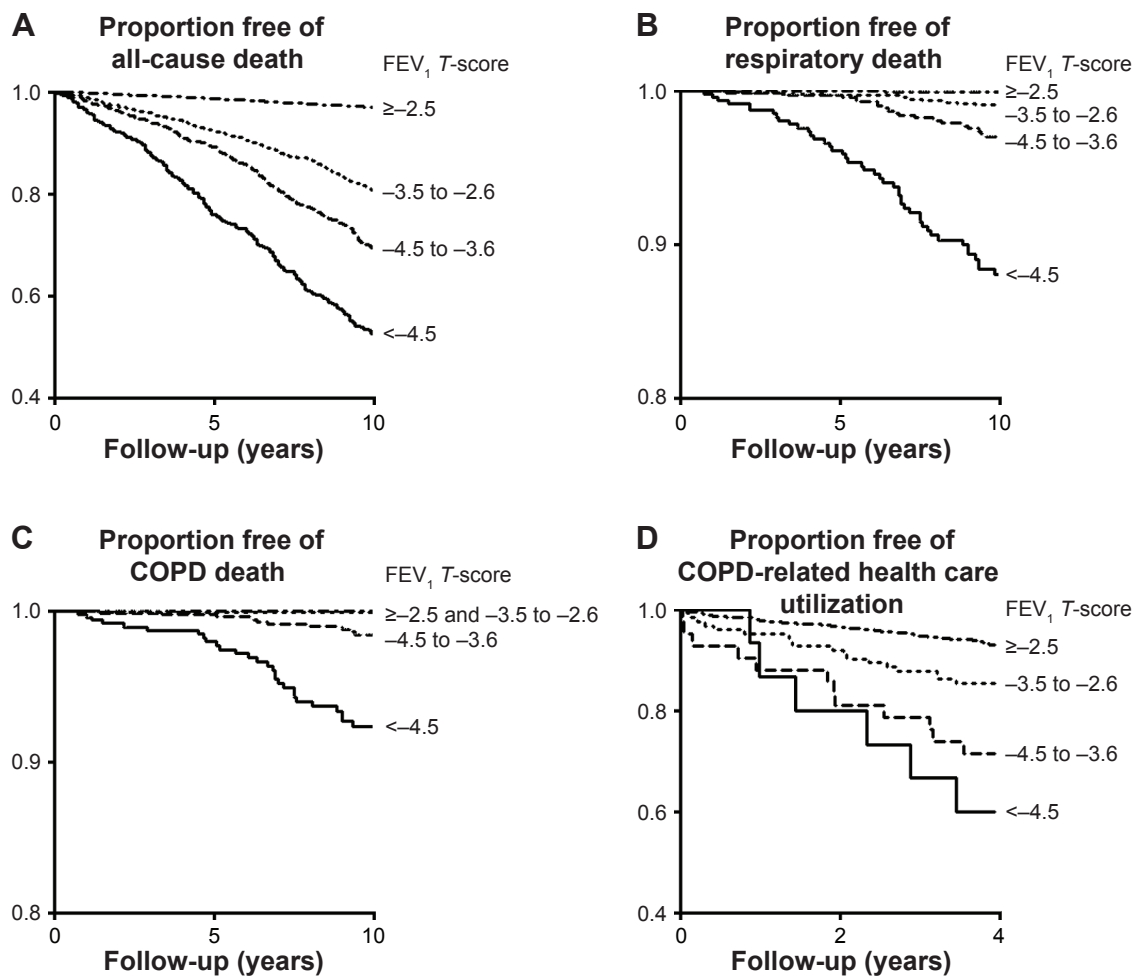 A
Proportion free of
all-cause death
FEV₁ T-score
1.0
≥–2.5
0.8
–3.5 to –2.6
–4.5 to –3.6
0.6
<–4.5
0.4
0 5 10
Follow-up (years)
B
Proportion free of
respiratory death
FEV₁ T-score
1.0
≥–2.5
–3.5 to –2.6
–4.5 to –3.6
0.9
<–4.5
0.8
0 5 10
Follow-up (years)
C
Proportion free of
COPD death
FEV₁ T-score
1.0
≥–2.5 and –3.5 to –2.6
–4.5 to –3.6
<–4.5
0.9
0.8
0 5 10
Follow-up (years)
D
Proportion free of
COPD-related health care
utilization
FEV₁ T-score
1.0
≥–2.5
–3.5 to –2.6
0.8
–4.5 to –3.6
0.6
<–4.5
0.4
0 2 4
Follow-up (years)